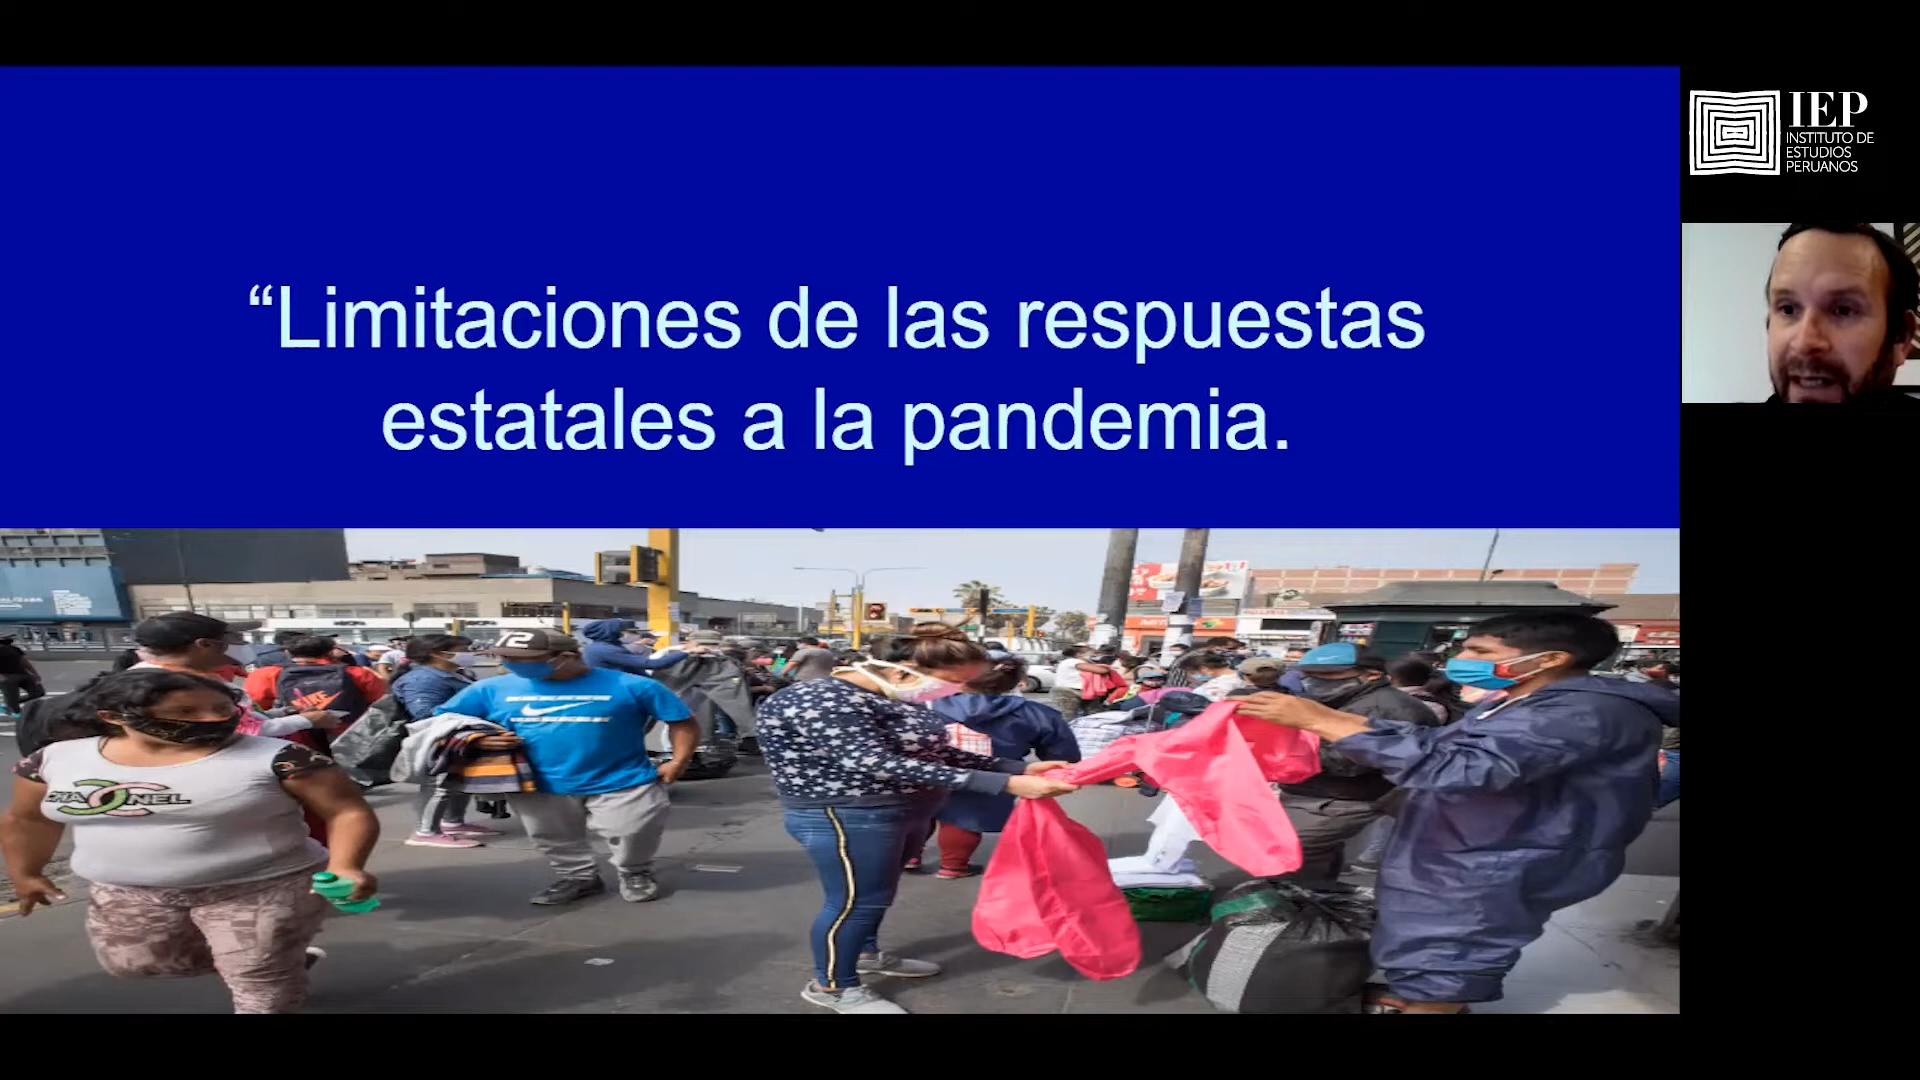 “Limitaciones de las respuestas
estatales a la pandemia.
IEP
INSTITUTO DE
ESTUDIOS
PERUANOS